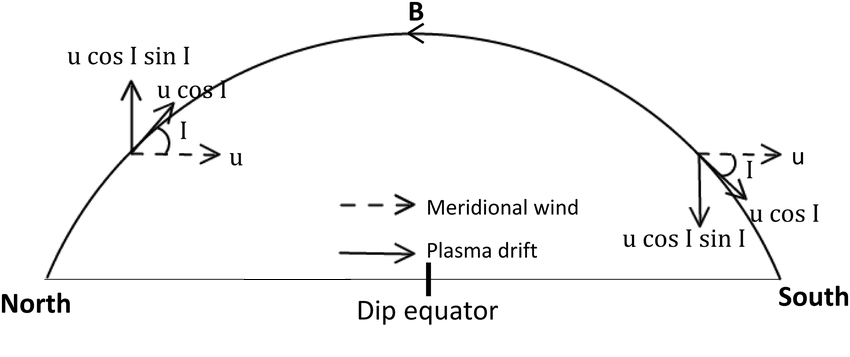 B
u cos I sin I
u cos I
I
u
u
I
u cos I
u cos I sin I
Meridional wind
Plasma drift
North
South
Dip equator